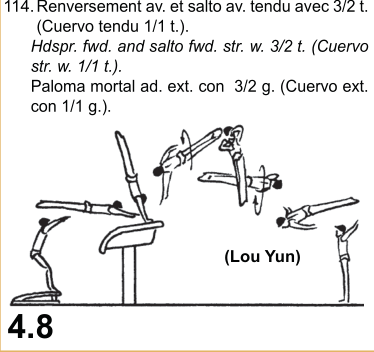 114. Renversement av. et salto av. tendu avec 3/2 t.
(Cuervo tendu 1/1 t.).
Hdspr. fwd. and salto fwd. str. w. 3/2 t. (Cuervo
str. w. 1/1 t.).
Paloma mortal ad. ext. con 3/2 g. (Cuervo ext.
con 1/1 g.).
(Lou Yun)
4.8